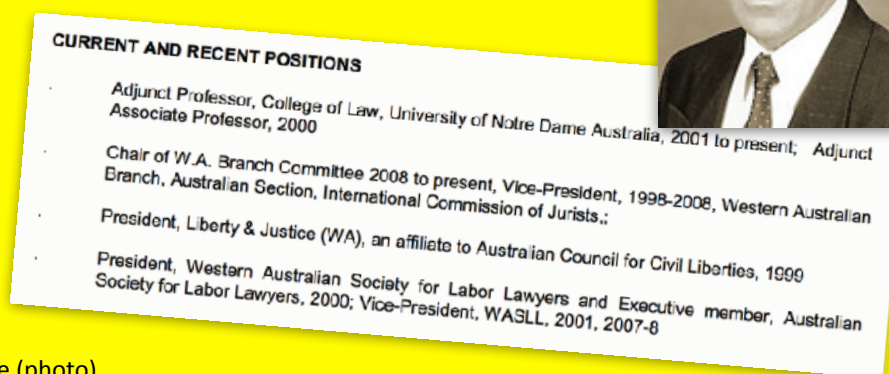 CURRENT AND RECENT POSITIONS
Adjunct Professor, College of Law, University of Notre Dame Australia, 2001 to present; Adjunct
Associate Professor, 2000
Chair of W.A. Branch Committee 2008 to present, Vice-President, 1998-2008, Western Australian
Branch, Australian Section, International Commission of Jurists,;
President, Liberty & Justice (WA), an affiliate to Australian Council for Civil Liberties, 1999
President, Western Australian Society for Labor Lawyers and Executive member, Australian
Society for Labor Lawyers, 2000; Vice-President, WASLL, 2001, 2007-8
(photo)